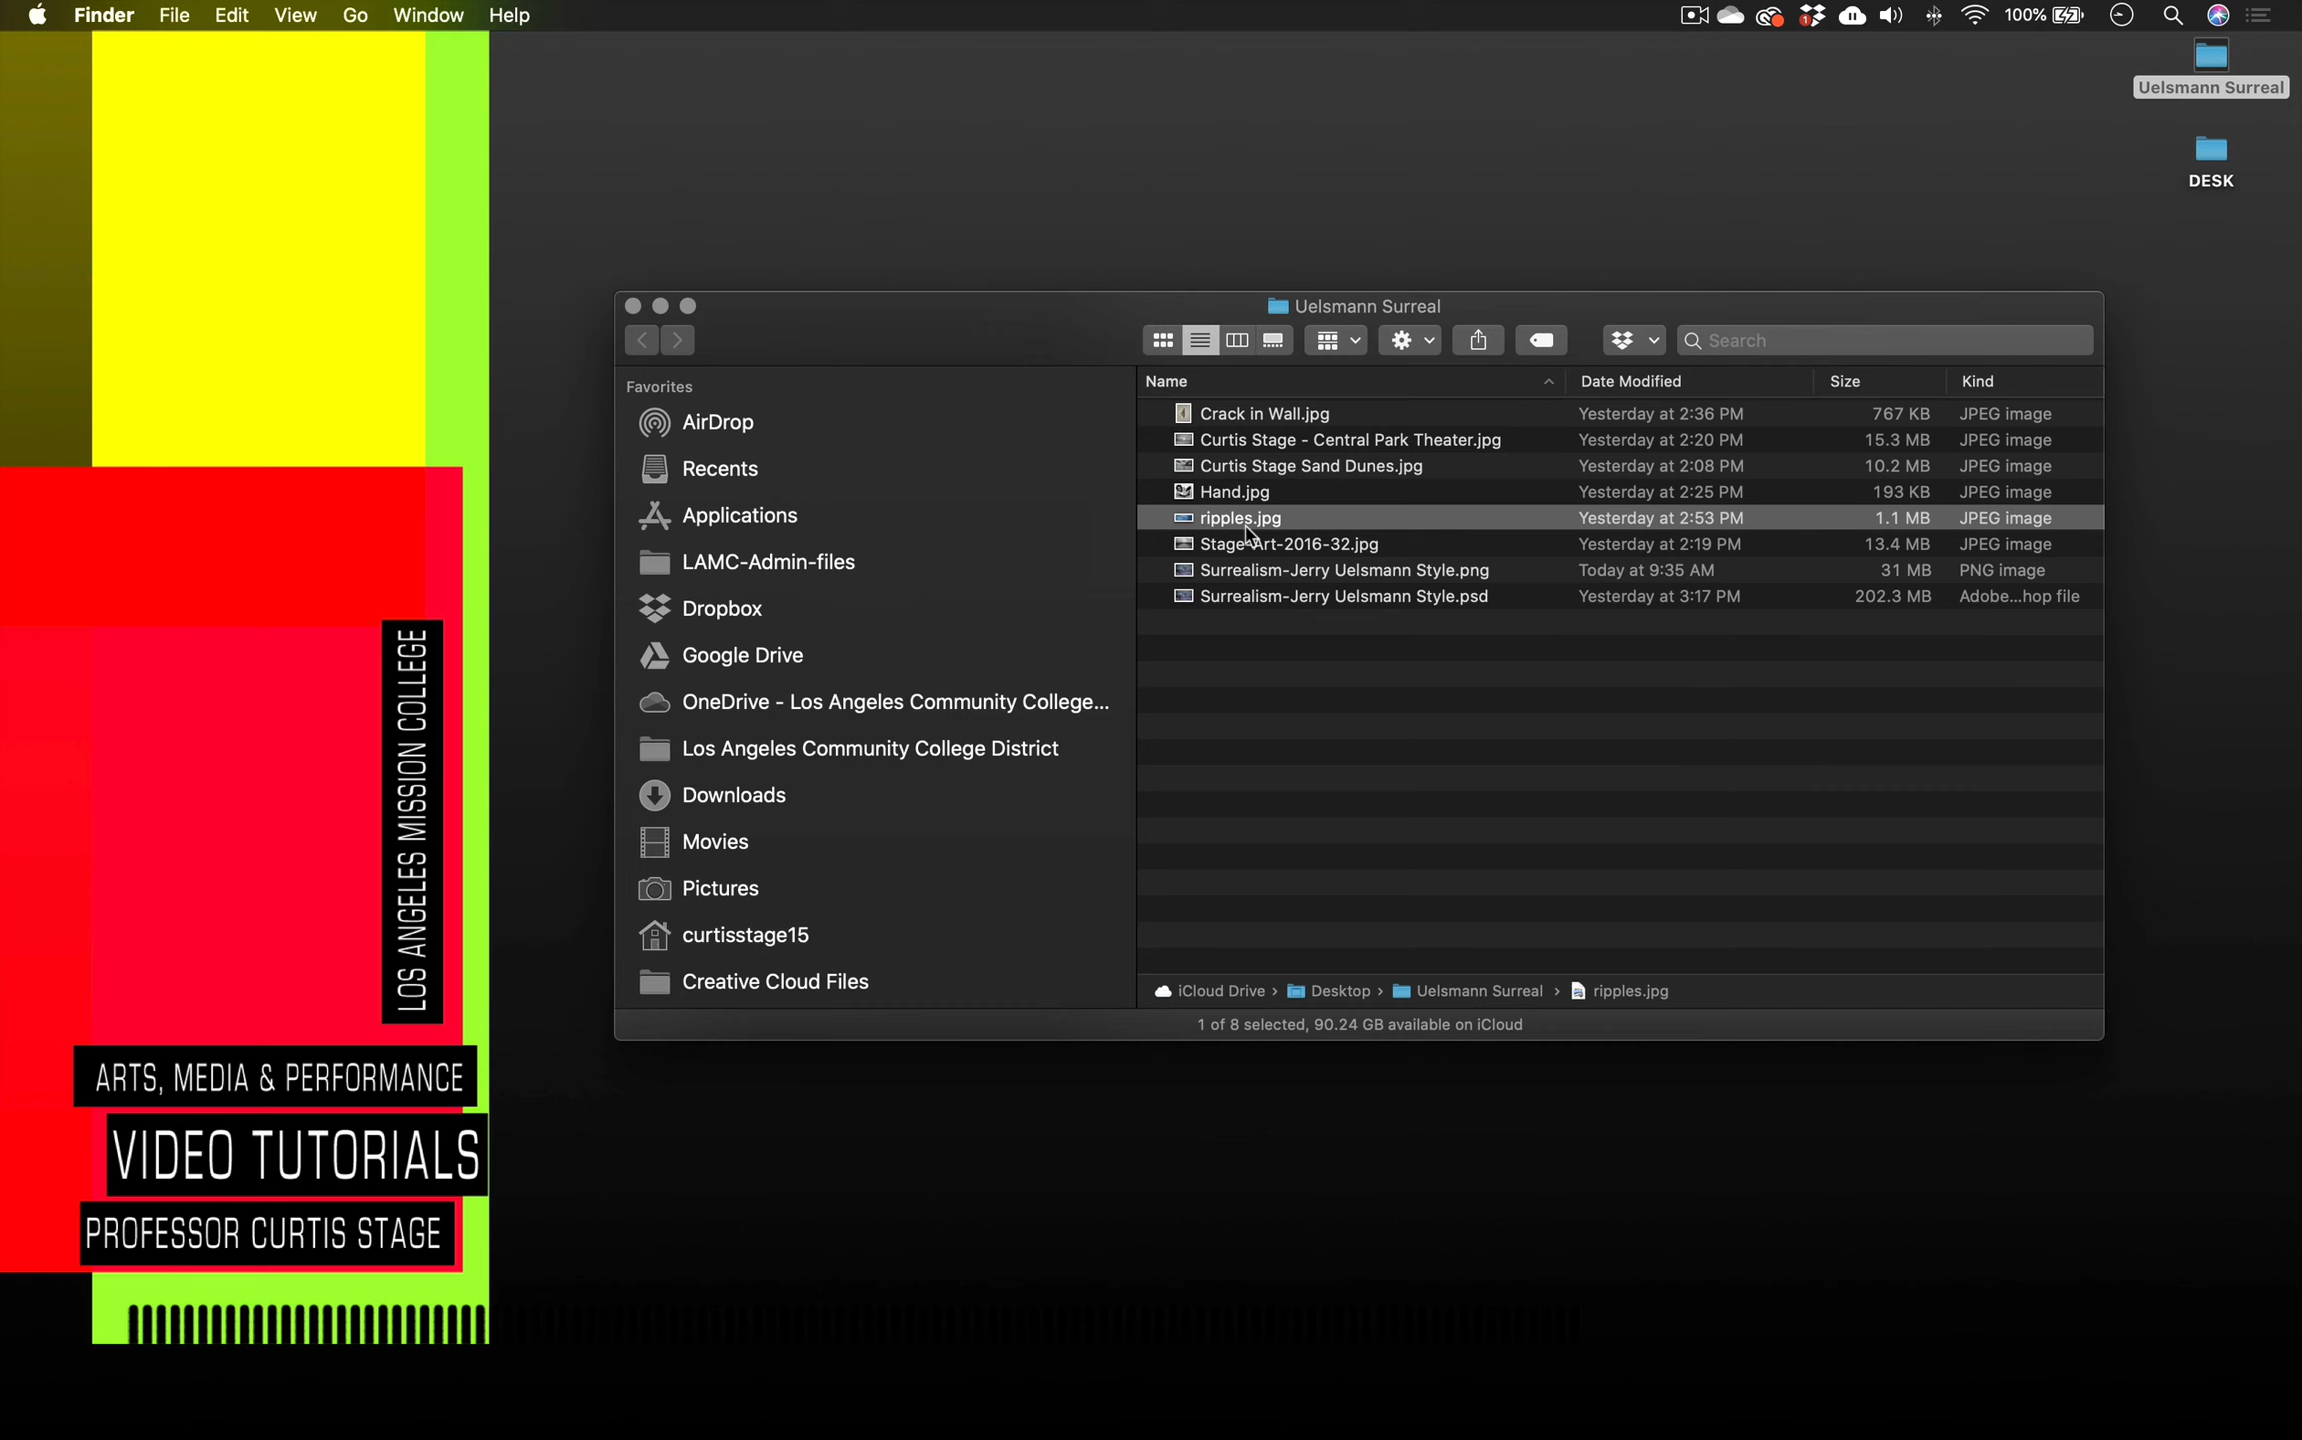 Finder File Edit View Go Window Help
100%
Uelsmann Surreal
DESK
Uelsmann Surreal
Search
Favorites
AirDrop
Recents
Applications
LAMC-Admin-files
Dropbox
Google Drive
OneDrive - Los Angeles Community College...
Los Angeles Community College District
Downloads
Movies
Pictures
curtisstage15
Creative Cloud Files
Name Date Modified Size Kind
Crack in Wall.jpg Yesterday at 2:36 PM 767 KB JPEG image
Curtis Stage - Central Park Theater.jpg Yesterday at 2:20 PM 15.3 MB JPEG image
Curtis Stage Sand Dunes.jpg Yesterday at 2:08 PM 10.2 MB JPEG image
Hand.jpg Yesterday at 2:25 PM 193 KB JPEG image
ripples.jpg Yesterday at 2:53 PM 1.1 MB JPEG image
Stage-Art-2016-32.jpg Yesterday at 2:19 PM 13.4 MB JPEG image
Surrealism-Jerry Uelsmann Style.png Today at 9:35 AM 31 MB PNG image
Surrealism-Jerry Uelsmann Style.psd Yesterday at 3:17 PM 202.3 MB Adobe...hop file
iCloud Drive › Desktop › Uelsmann Surreal › ripples.jpg
1 of 8 selected, 90.24 GB available on iCloud
LOS ANGELES MISSION COLLEGE
ARTS, MEDIA & PERFORMANCE
VIDEO TUTORIALS
PROFESSOR CURTIS STAGE